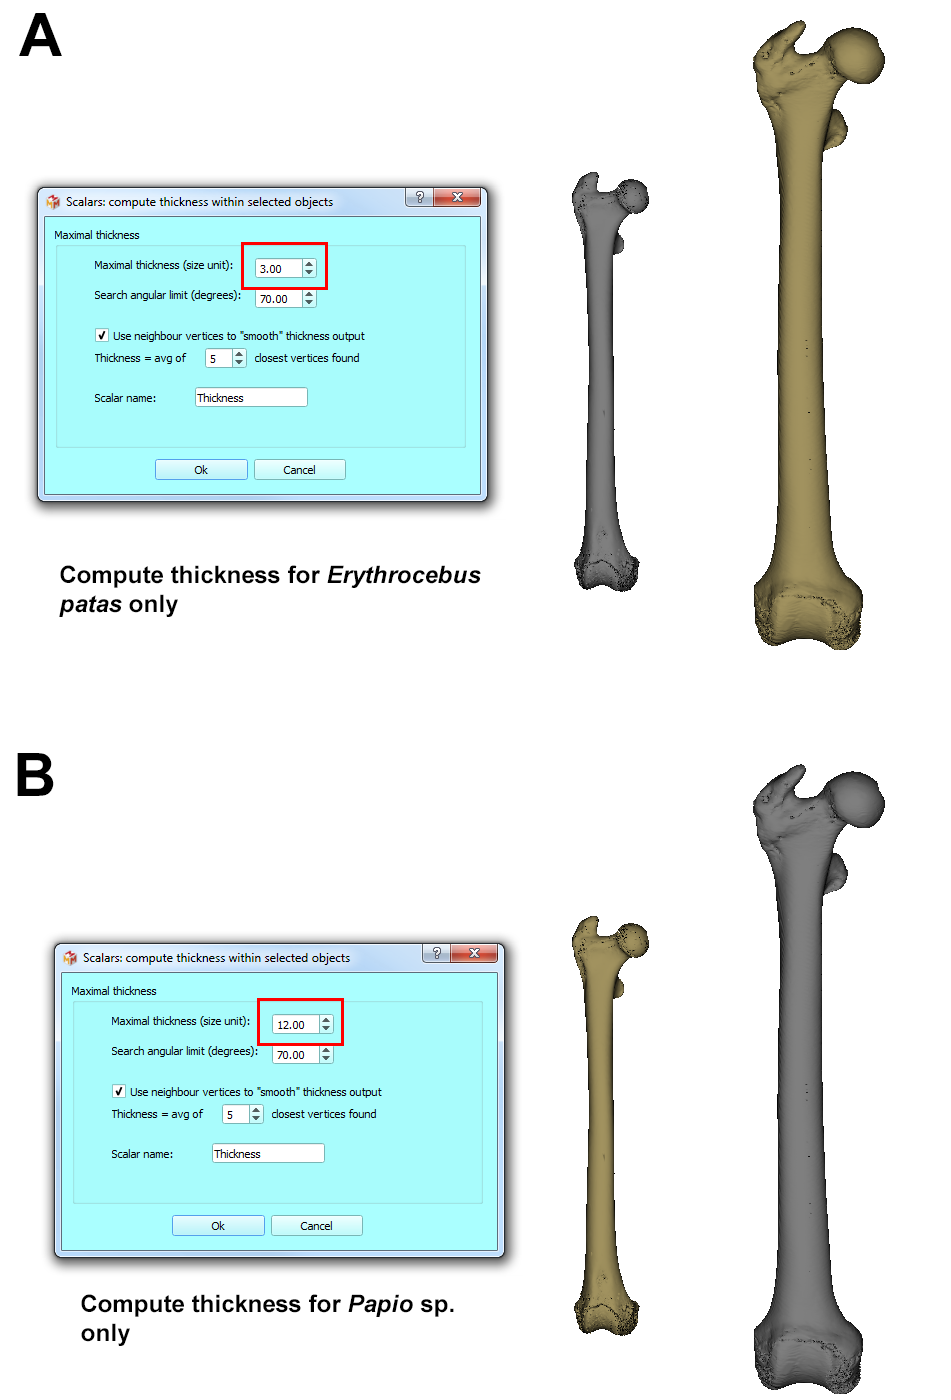 A
Scalars: compute thickness within selected objects
?
Maximal thickness
Maximal thickness (size unit): 3.00
Search angular limit (degrees): 70.00
Use neighbour vertices to "smooth" thickness output
Thickness = avg of 5 closest vertices found
Scalar name: Thickness
Ok Cancel
Compute thickness for Erythrocebus
patas only
B
Scalars: compute thickness within selected objects
?
Maximal thickness
Maximal thickness (size unit): 12.00
Search angular limit (degrees): 70.00
Use neighbour vertices to "smooth" thickness output
Thickness = avg of 5 closest vertices found
Scalar name: Thickness
Ok Cancel
Compute thickness for Papio sp.
only